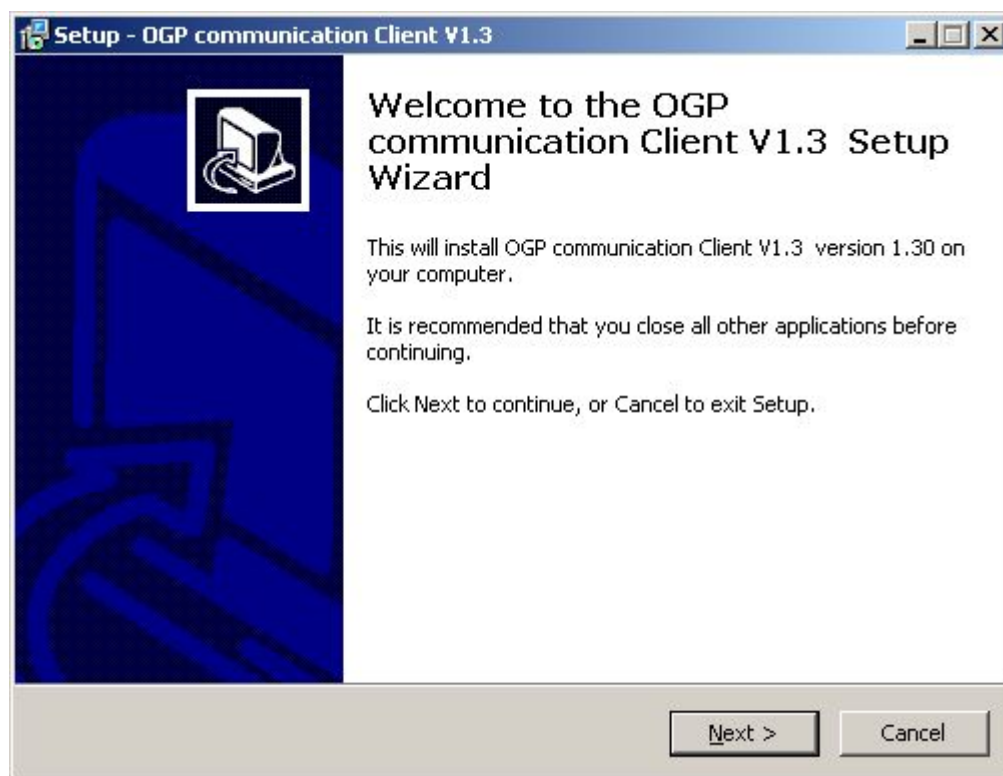 Setup - OGP communication Client V1.3
Welcome to the OGP
communication Client V1.3  Setup
Wizard
This will install OGP communication Client V1.3  version 1.30 on
your computer.
It is recommended that you close all other applications before
continuing.
Click Next to continue, or Cancel to exit Setup.
Next >
Cancel